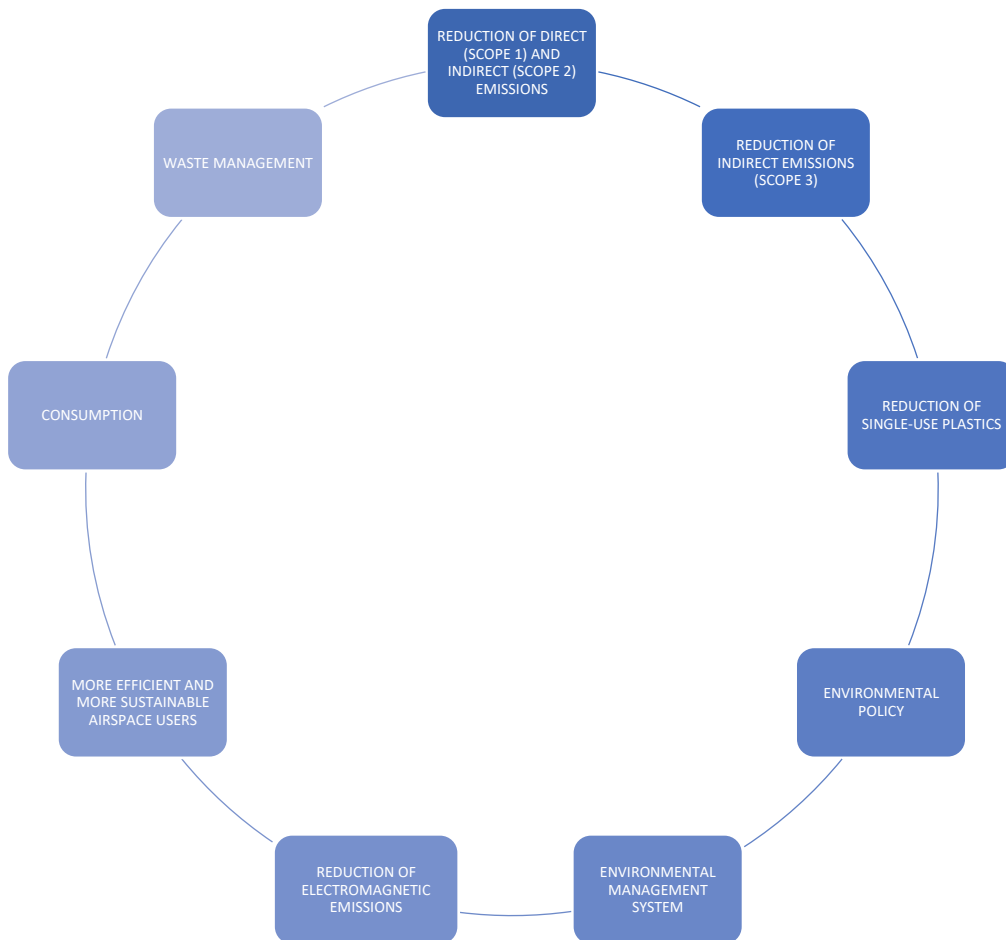 REDUCTION OF DIRECT
(SCOPE 1) AND
INDIRECT (SCOPE 2)
EMISSIONS
REDUCTION OF
INDIRECT EMISSIONS
(SCOPE 3)
REDUCTION OF
SINGLE-USE PLASTICS
ENVIRONMENTAL
POLICY
ENVIRONMENTAL
MANAGEMENT
SYSTEM
REDUCTION OF
ELECTROMAGNETIC
EMISSIONS
MORE EFFICIENT AND
MORE SUSTAINABLE
AIRSPACE USERS
CONSUMPTION
WASTE MANAGEMENT